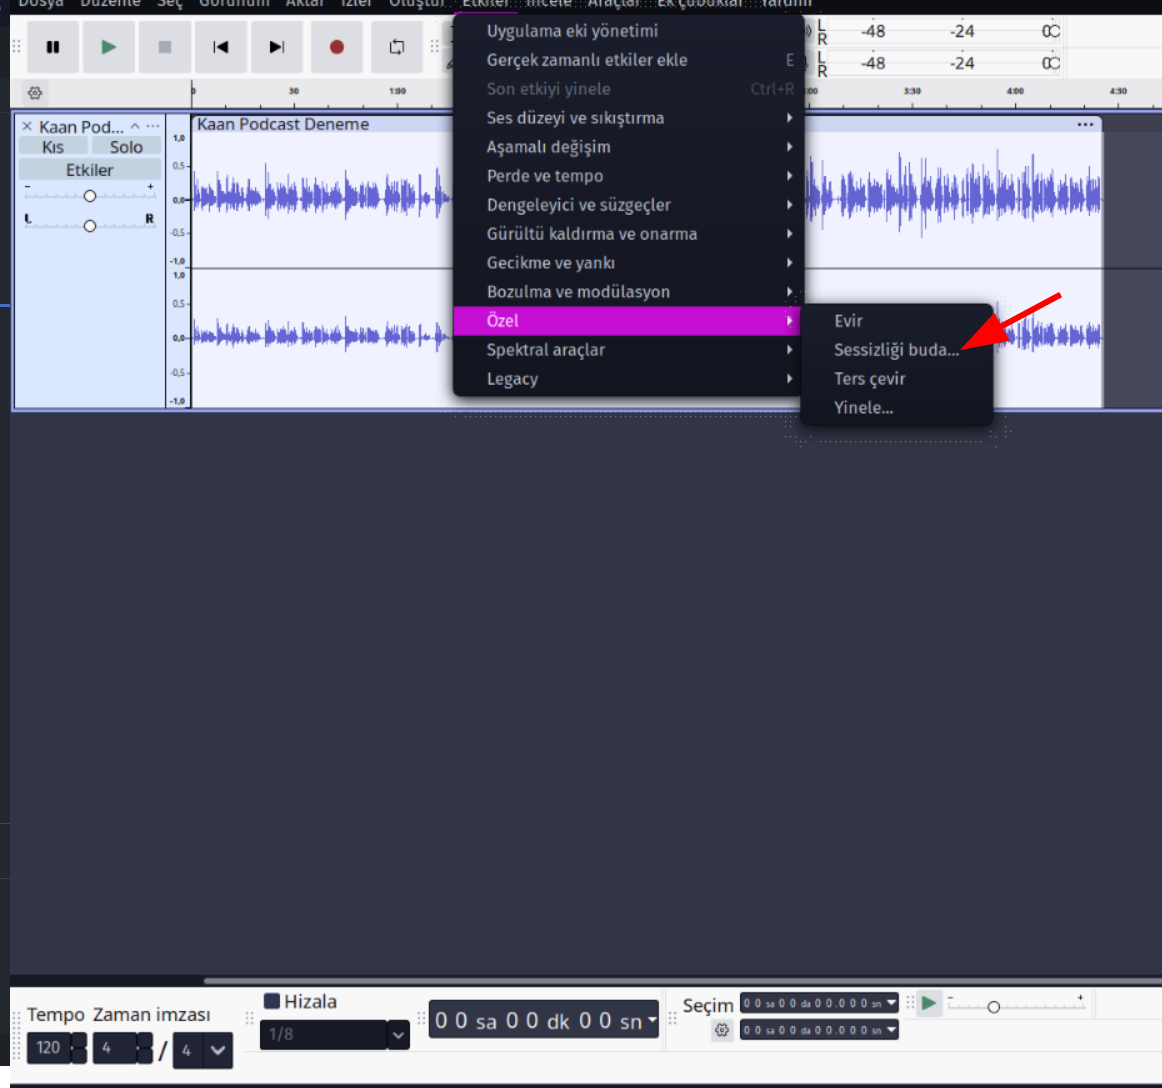 Dosya Düzenle Seç Görünüm Aktar İzler Oluştur Etkiler İncele Araçlar Ek çubuklar Yardım
L
R
-48 -24 0
L
R
-48 -24 0
0 30 1:00 3:30 4:00 4:30
Uygulama eki yönetimi
Gerçek zamanlı etkiler ekle E
Son etkiyi yinele Ctrl+R
Ses düzeyi ve sıkıştırma
Aşamalı değişim
Perde ve tempo
Dengeleyici ve süzgeçler
Gürültü kaldırma ve onarma
Gecikme ve yankı
Bozulma ve modülasyon
Özel
Spektral araçlar
Legacy
Evir
Sessizliği buda...
Ters çevir
Yinele...
Kaan Pod...
Kıs Solo
Etkiler
- +
L R
Kaan Podcast Deneme
1,0
0,5
0,0
-0,5
-1,0
1,0
0,5
0,0
-0,5
-1,0
Tempo Zaman imzası
120 4 / 4
Hizala
1/8
0 0 sa 0 0 dk 0 0 sn
Seçim
0 0 sa 0 0 da 0 0 . 0 0 0 sn
0 0 sa 0 0 da 0 0 . 0 0 0 sn
- +